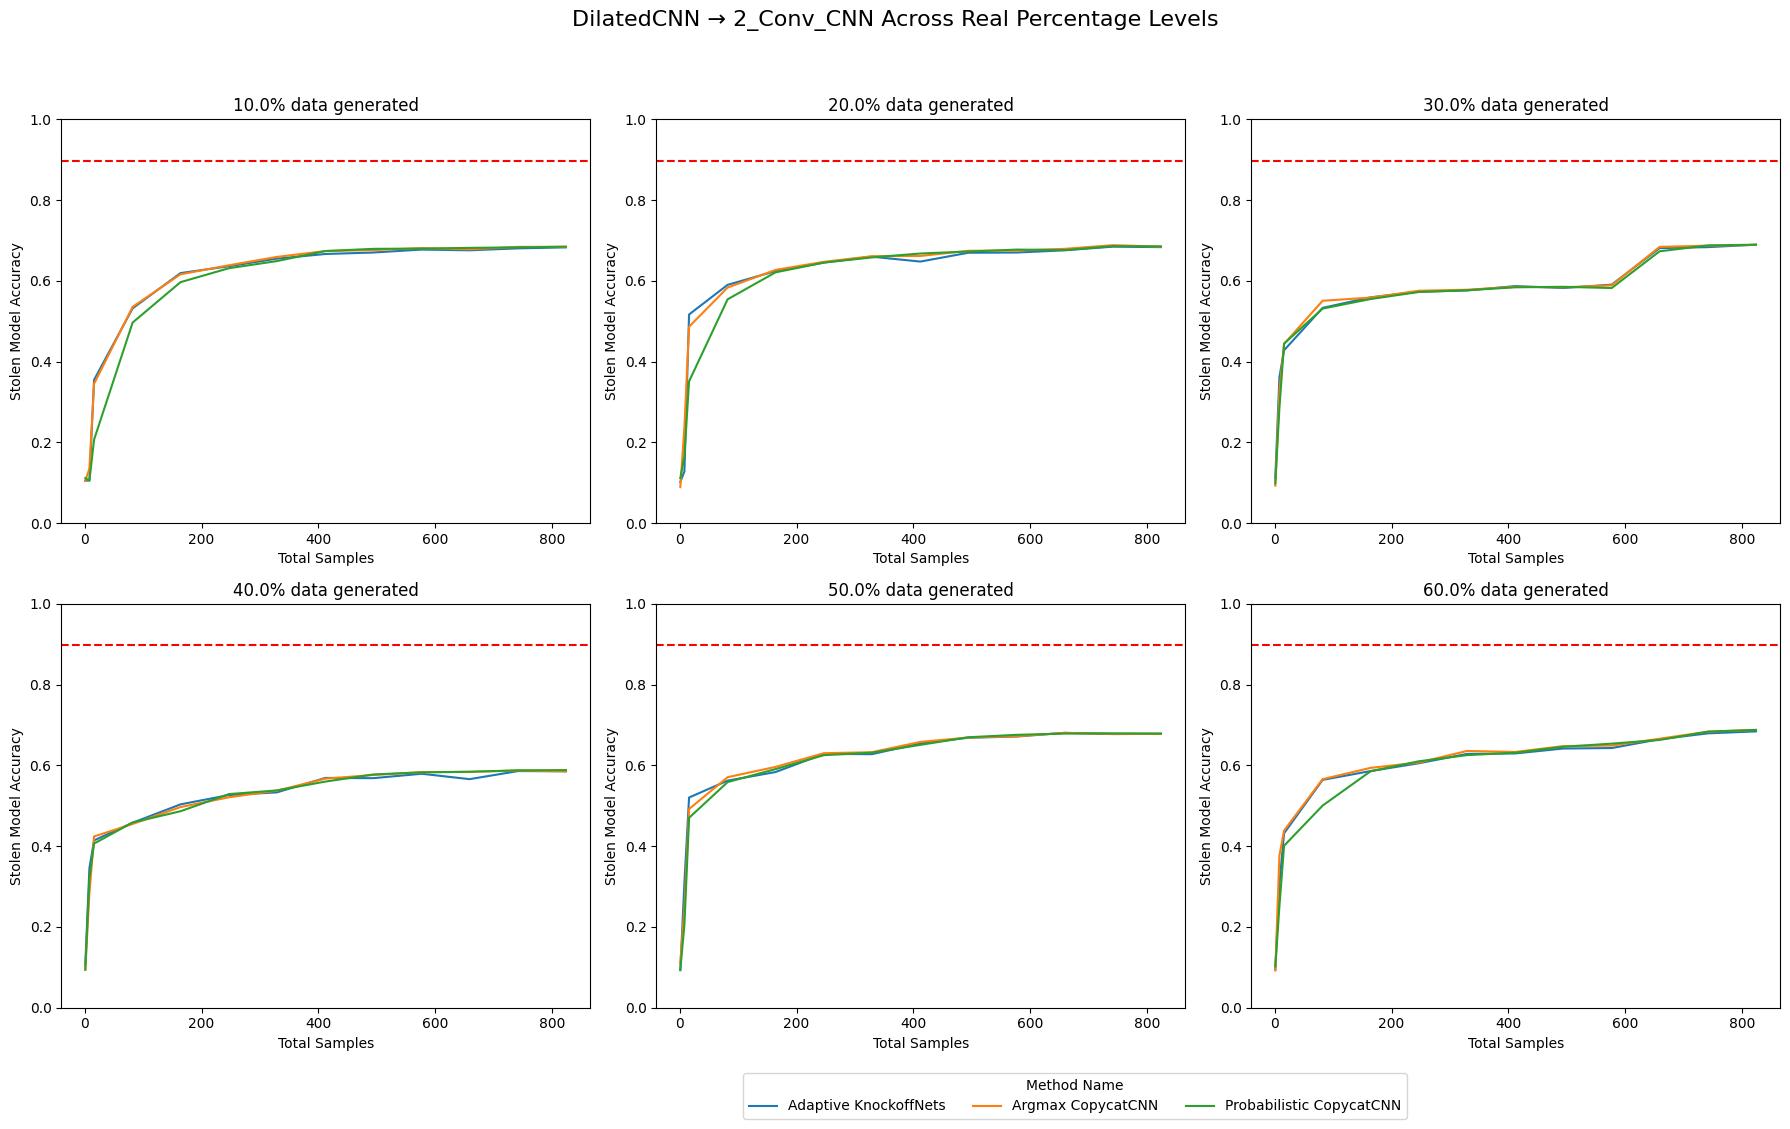 DilatedCNN → 2_Conv_CNN Across Real Percentage Levels
10.0% data generated
1.0
0.8
0.6
0.4
0.2
0.0
Stolen Model Accuracy
0 200 400 600 800
Total Samples
20.0% data generated
1.0
0.8
0.6
0.4
0.2
0.0
Stolen Model Accuracy
0 200 400 600 800
Total Samples
30.0% data generated
1.0
0.8
0.6
0.4
0.2
0.0
Stolen Model Accuracy
0 200 400 600 800
Total Samples
40.0% data generated
1.0
0.8
0.6
0.4
0.2
0.0
Stolen Model Accuracy
0 200 400 600 800
Total Samples
50.0% data generated
1.0
0.8
0.6
0.4
0.2
0.0
Stolen Model Accuracy
0 200 400 600 800
Total Samples
60.0% data generated
1.0
0.8
0.6
0.4
0.2
0.0
Stolen Model Accuracy
0 200 400 600 800
Total Samples
Method Name
Adaptive KnockoffNets Argmax CopycatCNN Probabilistic CopycatCNN